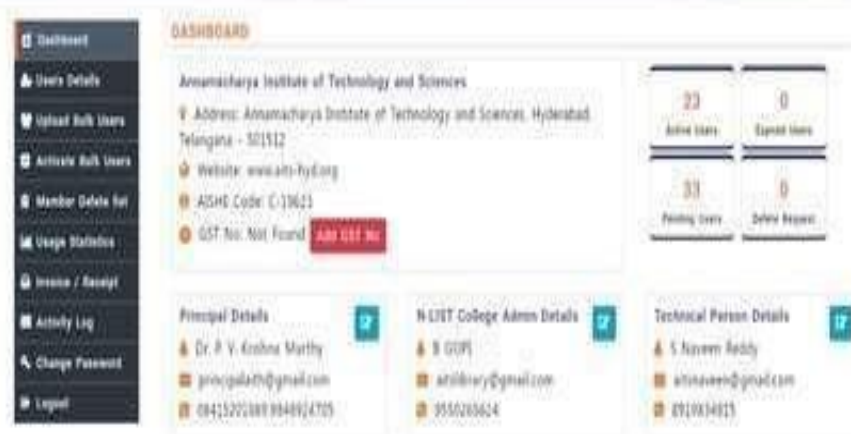 Dashboard
Users Details
Upload Bulk Users
Activate Bulk Users
Member Delete list
Usage Statistics
Invoice / Receipt
Activity Log
Change Password
Logout
DASHBOARD
Annamacharya Institute of Technology and Sciences
Address: Annamacharya Institute of Technology and Sciences, Hyderabad
Telangana - 501512
Website: www.aits-hyd.org
AISHE Code:
GST No: Not Found Add GST No
23
Active Users
0
Expired Users
33
Pending Users
0
Delete Request
Principal Details
Dr. P. V. Krishna Murthy
N-LIST College Admin Details
B GOPI
9550265624
Technical Person Details
S Naveen Reddy